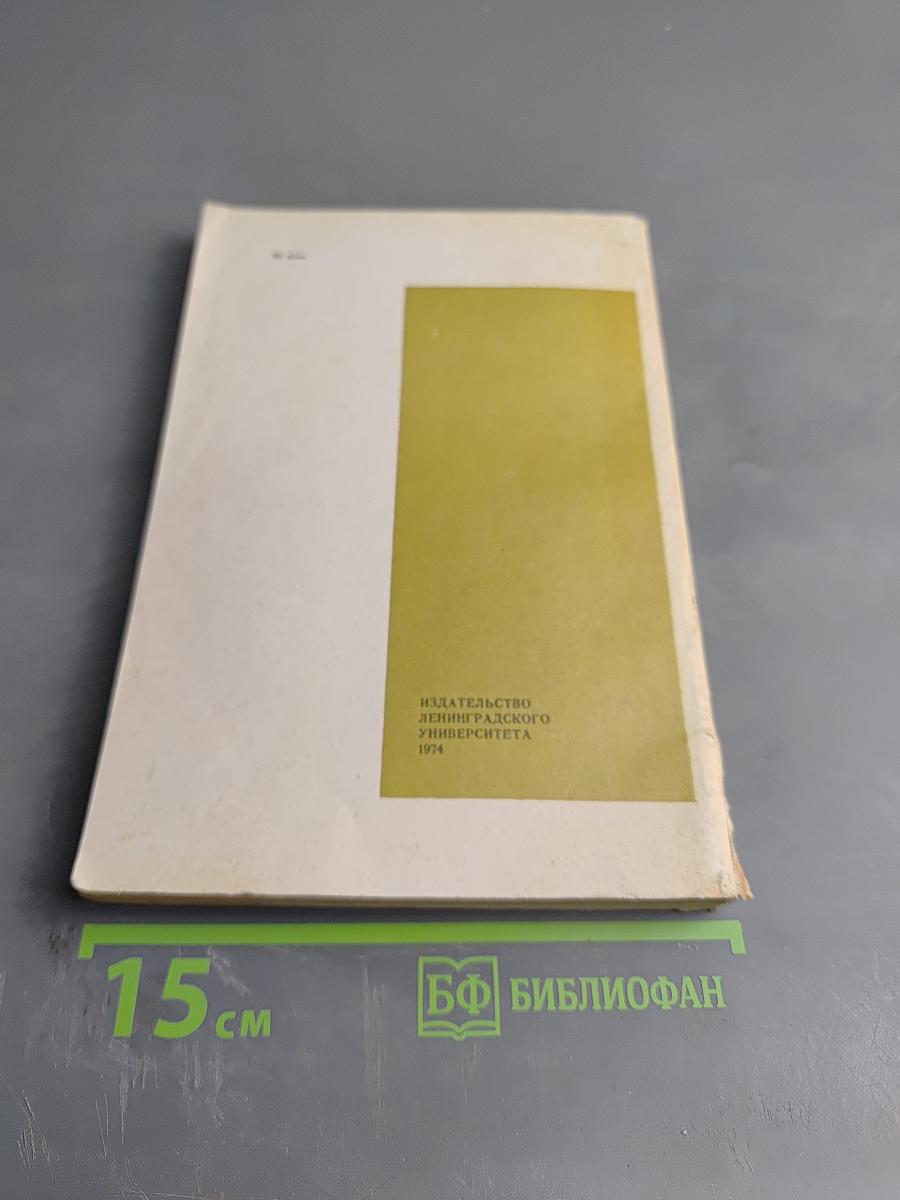 ИЗДАТЕЛЬСТВО
ЛЕНИНГРАДСКОГО
УНИВЕРСИТЕТА
1974
15 см
БФ БИБЛИОФАН